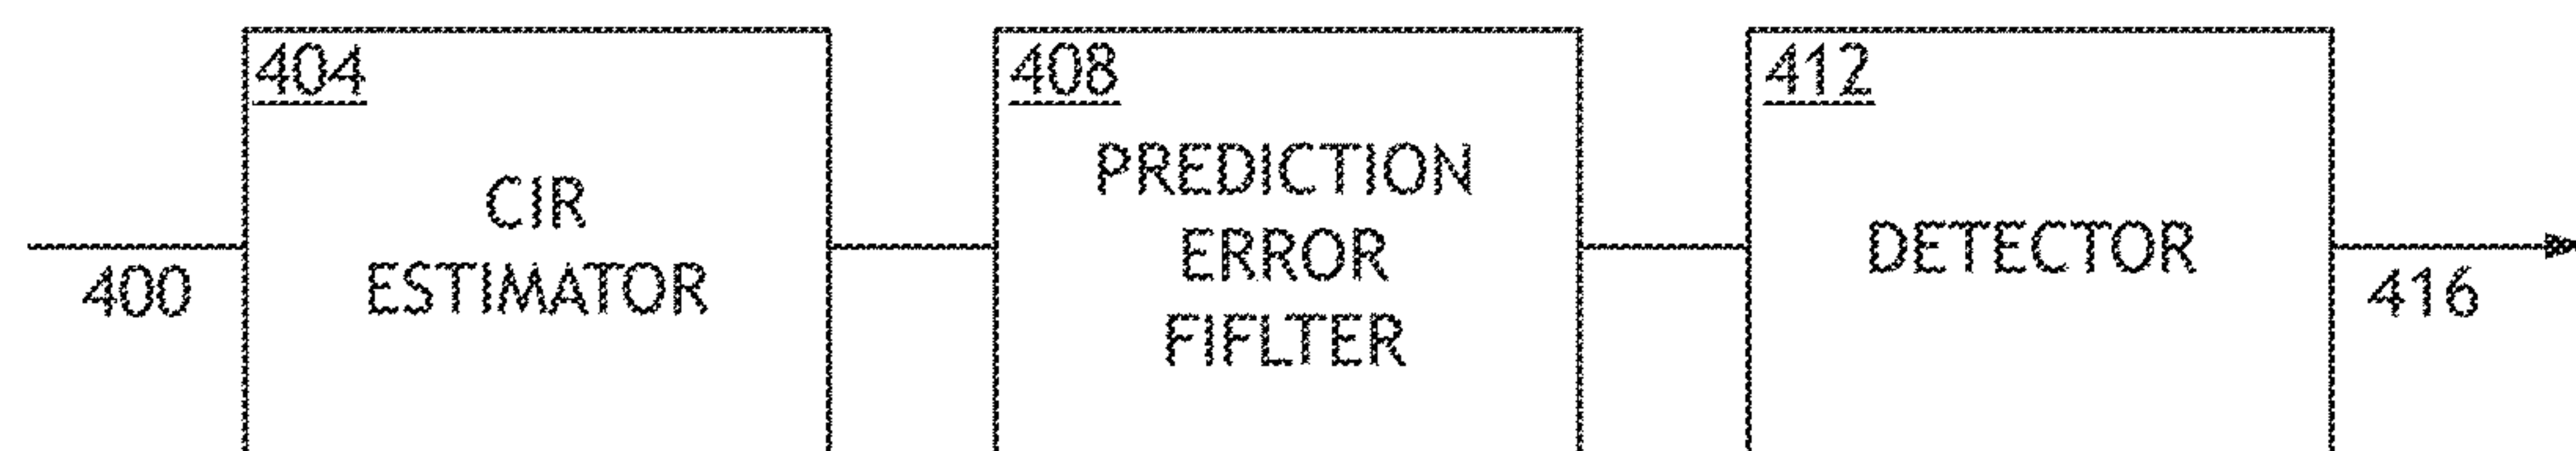 404
CIR
ESTIMATOR
408
PREDICTION
ERROR
FIFLTER
412
DETECTOR
400
416